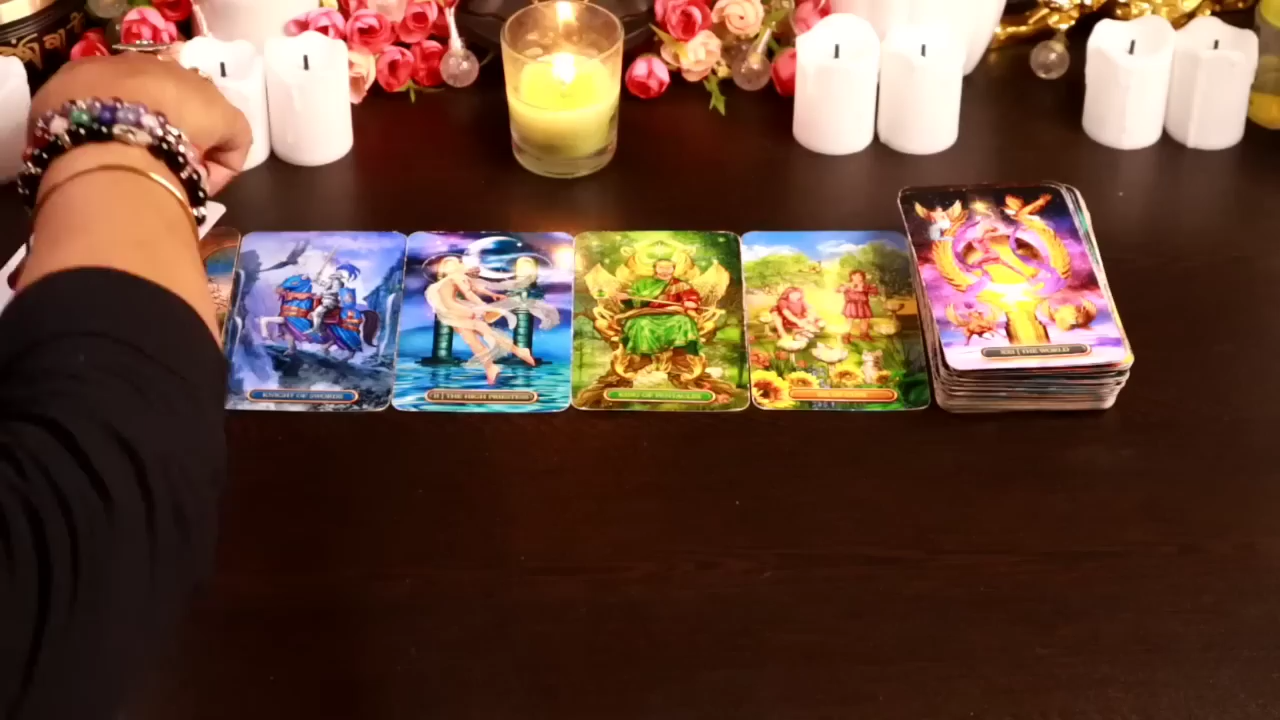 KNIGHT OF SWORDS
II | THE HIGH PRIESTESS
KING OF PENTACLES
XXI | THE WORLD